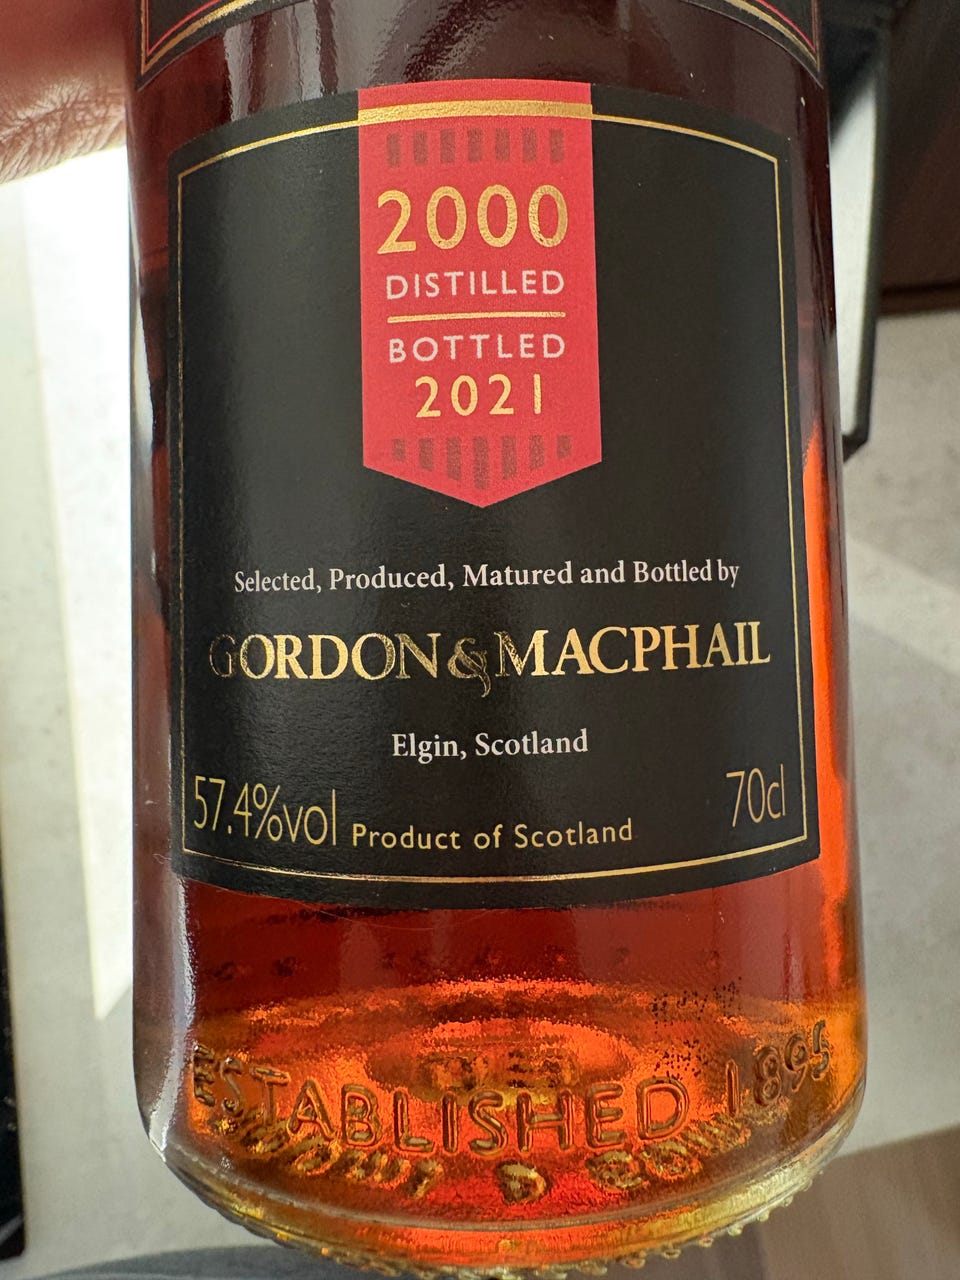 2000
DISTILLED
BOTTLED
2021
Selected, Produced, Matured and Bottled by
GORDON & MACPHAIL
Elgin, Scotland
57.4%vol Product of Scotland 70cl
ESTABLISHED 1895